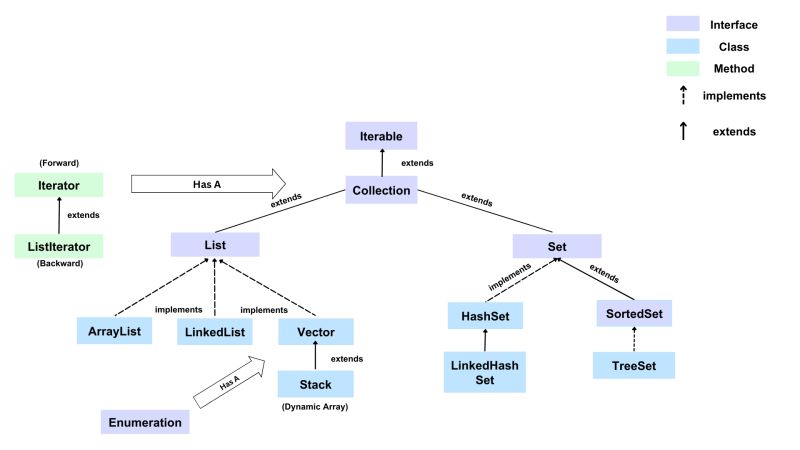 Interface
Class
Method
implements
extends
Iterable
extends
(Forward)
Iterator
Has A
Collection
extends
extends
extends
ListIterator
(Backward)
List
Set
implements
extends
implements
implements
ArrayList
LinkedList
Vector
HashSet
SortedSet
extends
LinkedHash
Set
TreeSet
Has A
Stack
(Dynamic Array)
Enumeration